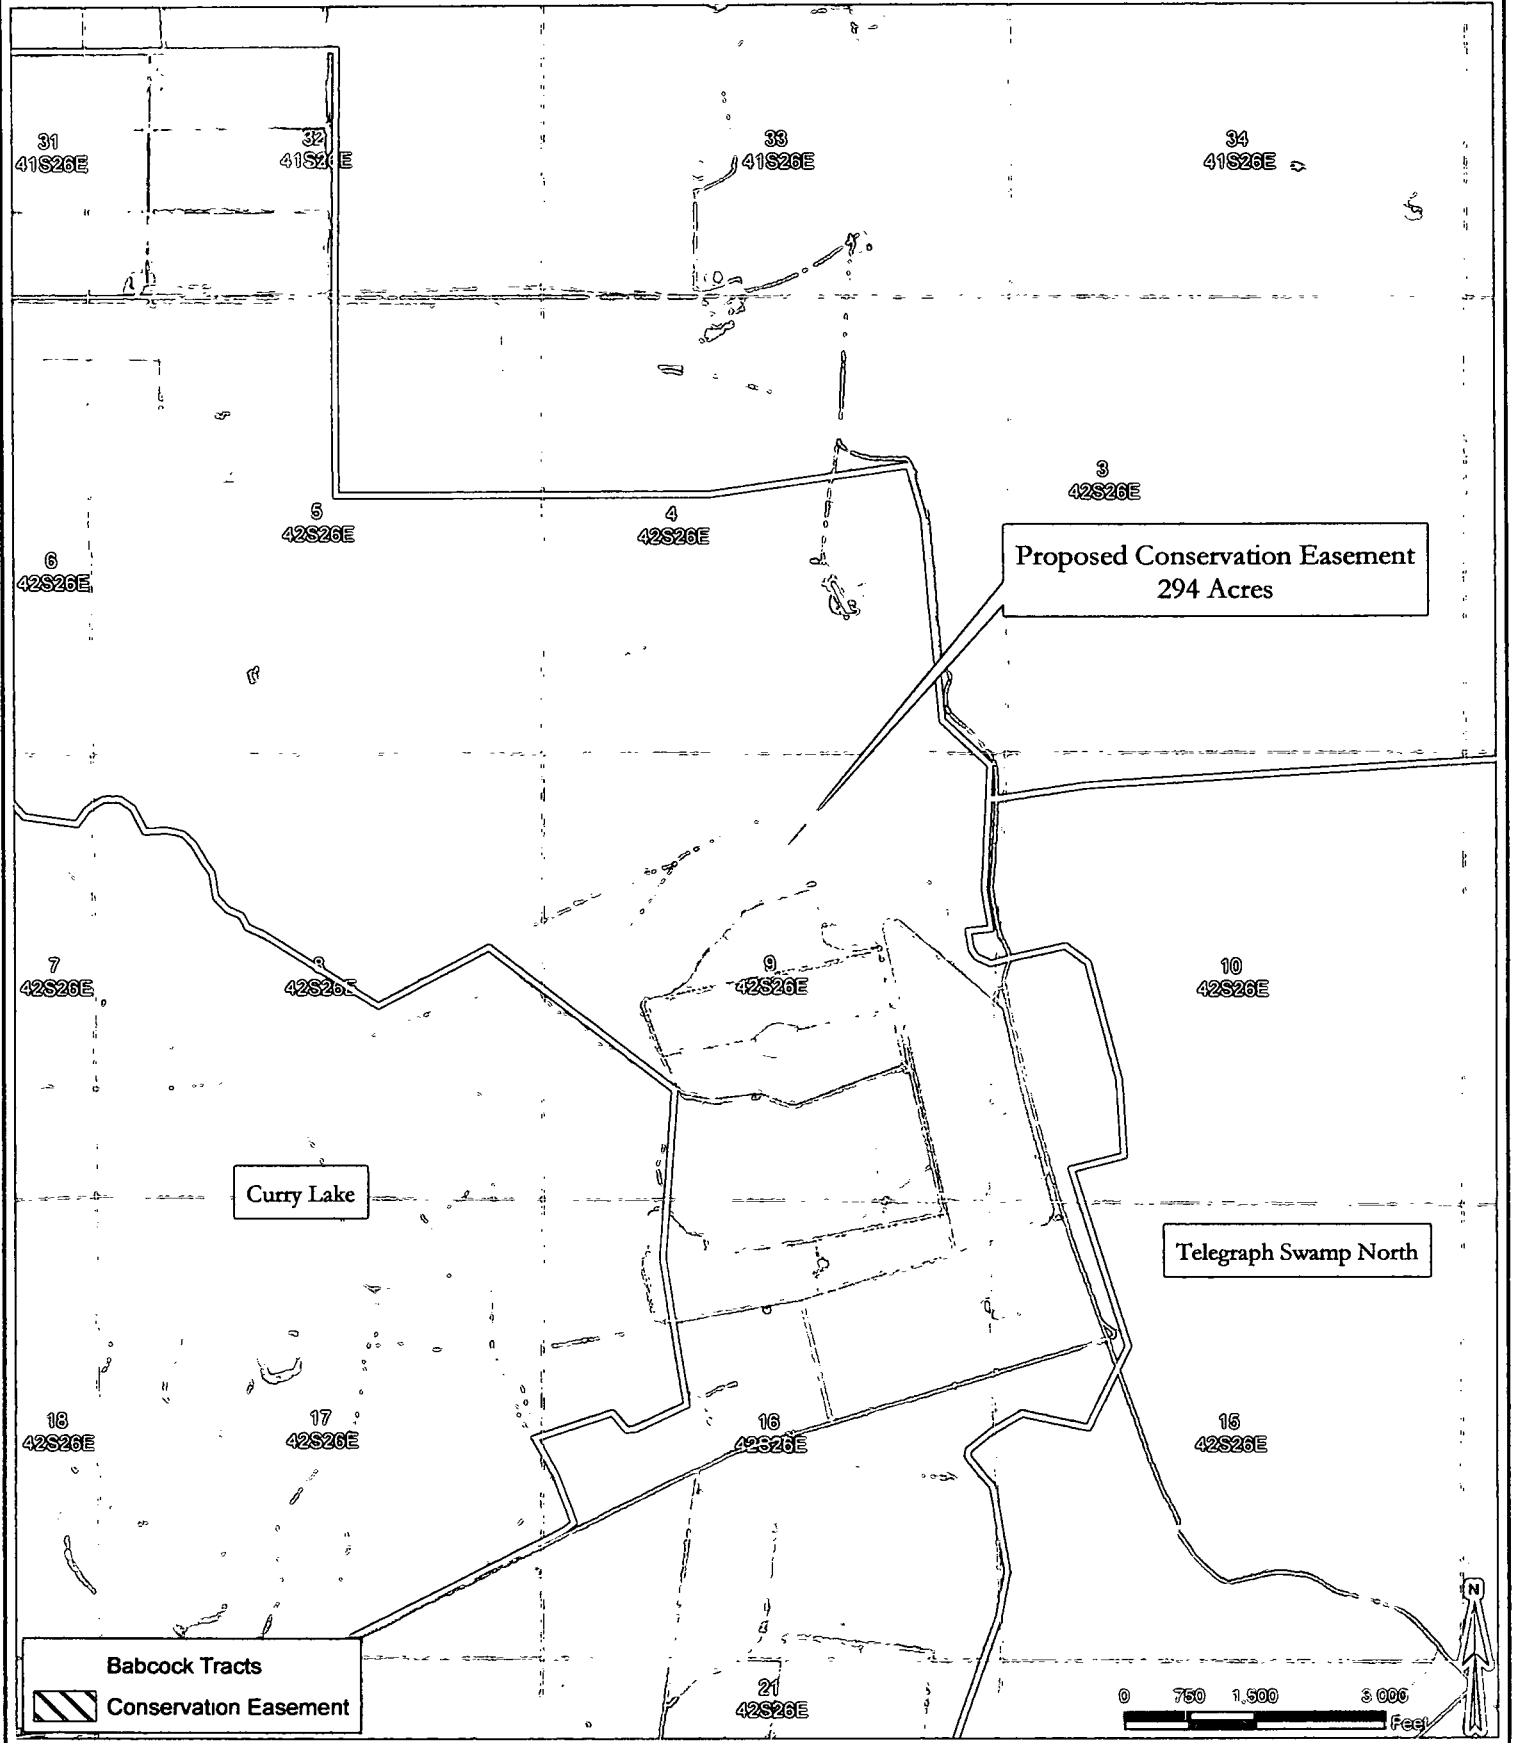 31
41S26E
32
41S26E
33
41S26E
34
41S26E
3
42S26E
5
42S26E
4
42S26E
6
42S26E
Proposed Conservation Easement
294 Acres
7
42S26E
8
42S26E
9
42S26E
10
42S26E
Curry Lake
Telegraph Swamp North
18
42S26E
17
42S26E
16
42S26E
15
42S26E
N
Babcock Tracts
Conservation Easement
21
42S26E
0 750 1,500 3 000
Feet